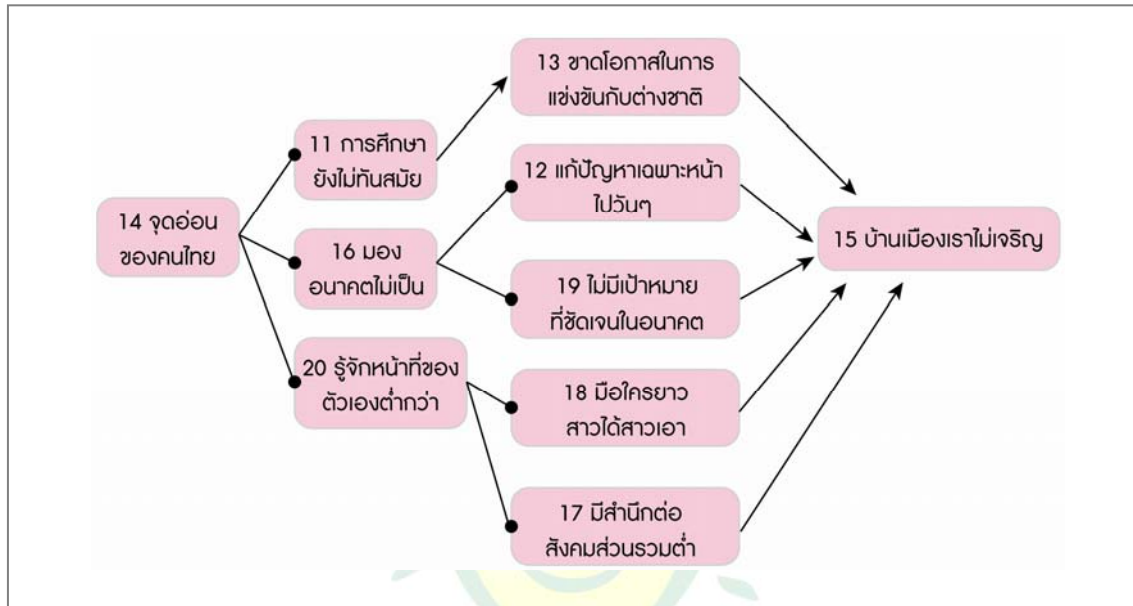 14 จุดอ่อน
ของคนไทย
11 การศึกษา
ยังไม่ทันสมัย
16 มอง
อนาคตไม่เป็น
20 รู้จักหน้าที่ของ
ตัวเองต่ำกว่า
13 ขาดโอกาสในการ
แข่งขันกับต่างชาติ
12 แก้ปัญหาเฉพาะหน้า
ไปวันๆ
19 ไม่มีเป้าหมาย
ที่ชัดเจนในอนาคต
18 มือใครยาว
สาวได้สาวเอา
17 มีสำนึกต่อ
สังคมส่วนรวมต่ำ
15 บ้านเมืองเราไม่เจริญ